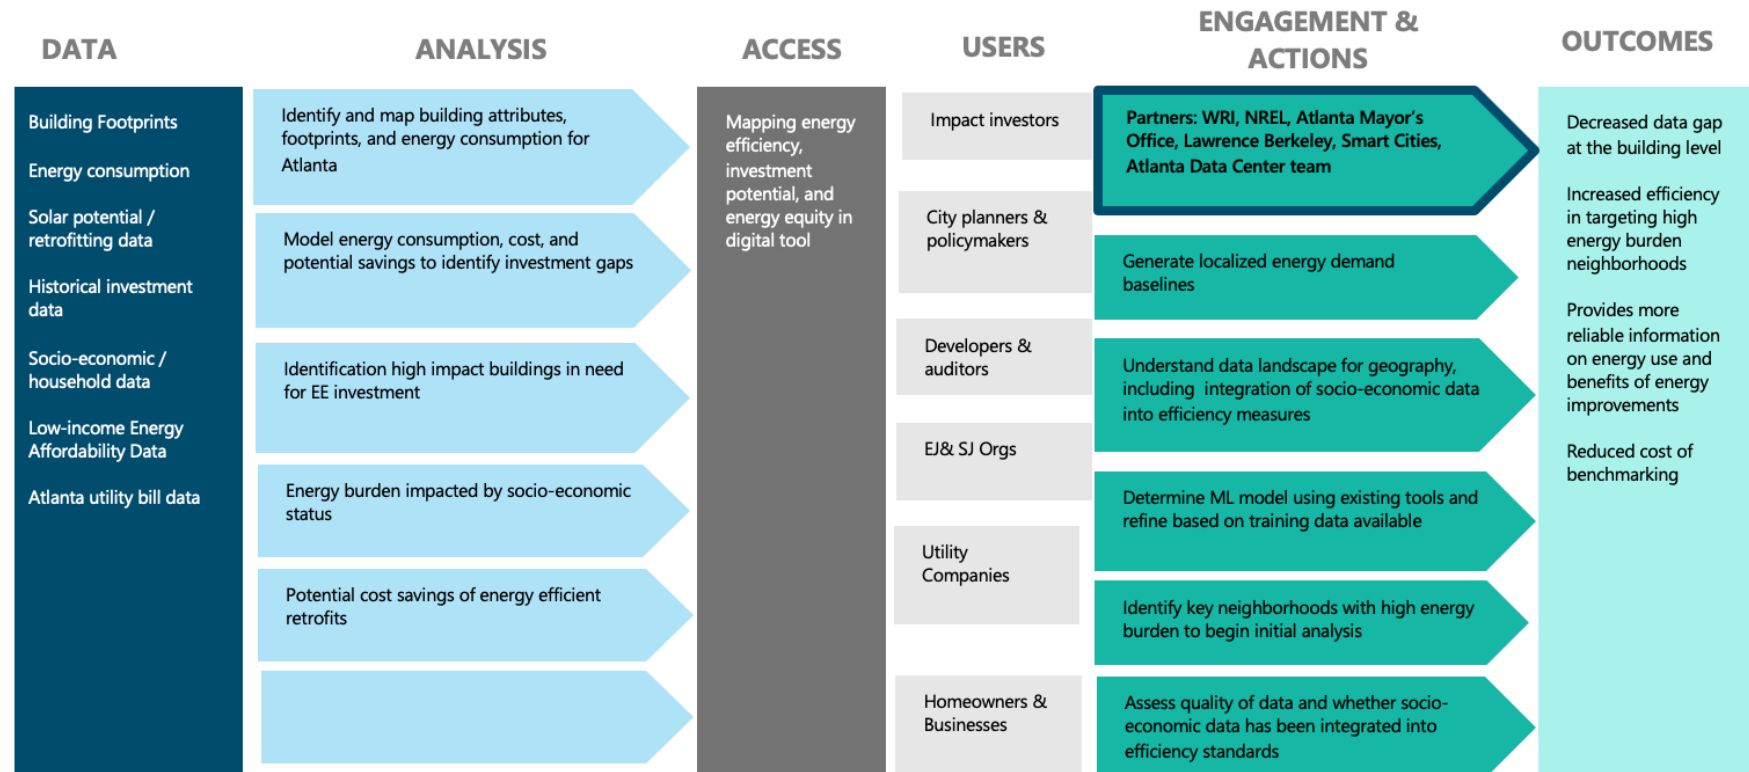 DATA
ANALYSIS
ACCESS
USERS
ENGAGEMENT &
ACTIONS
OUTCOMES
Building Footprints
Energy consumption
Solar potential /
retrofitting data
Historical investment
data
Socio-economic /
household data
Low-income Energy
Affordability Data
Atlanta utility bill data
Identify and map building attributes,
footprints, and energy consumption for
Atlanta
Model energy consumption, cost, and
potential savings to identify investment gaps
Identification high impact buildings in need
for EE investment
Energy burden impacted by socio-economic
status
Potential cost savings of energy efficient
retrofits
Mapping energy
efficiency,
investment
potential, and
energy equity in
digital tool
Impact investors
City planners &
policymakers
Developers &
auditors
EJ& SJ Orgs
Utility
Companies
Homeowners &
Businesses
Partners: WRI, NREL, Atlanta Mayor's
Office, Lawrence Berkeley, Smart Cities,
Atlanta Data Center team
Generate localized energy demand
baselines
Understand data landscape for geography,
including  integration of socio-economic data
into efficiency measures
Determine ML model using existing tools and
refine based on training data available
Identify key neighborhoods with high energy
burden to begin initial analysis
Assess quality of data and whether socio-
economic data has been integrated into
efficiency standards
Decreased data gap
at the building level
Increased efficiency
in targeting high
energy burden
neighborhoods
Provides more
reliable information
on energy use and
benefits of energy
improvements
Reduced cost of
benchmarking